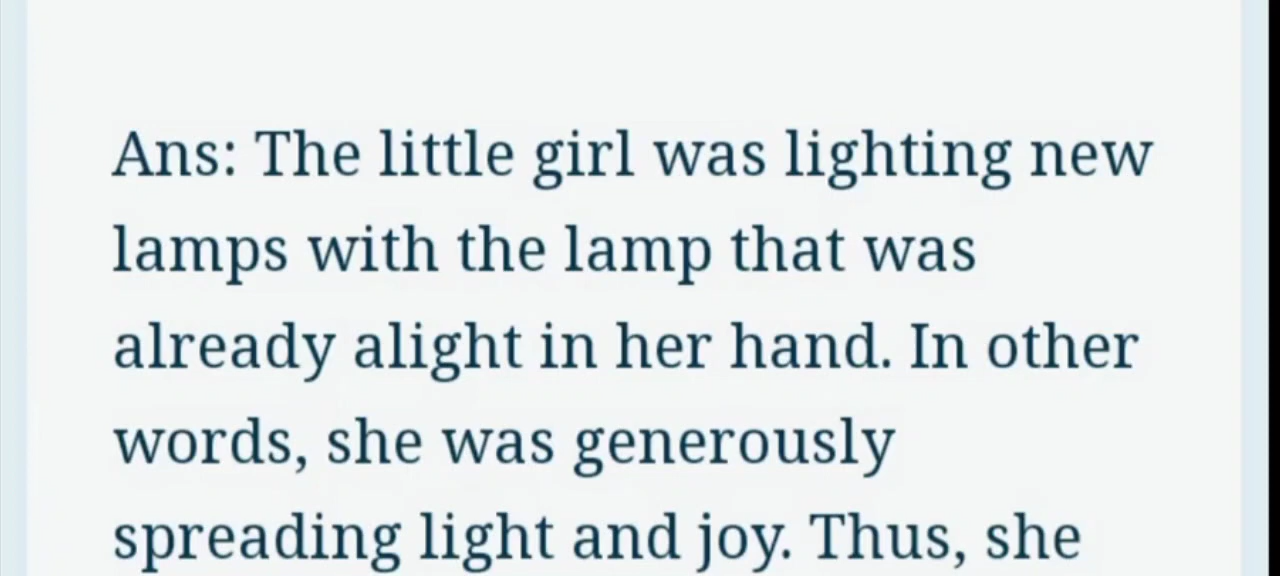 Ans: The little girl was lighting new
lamps with the lamp that was
already alight in her hand. In other
words, she was generously
spreading light and joy. Thus, she